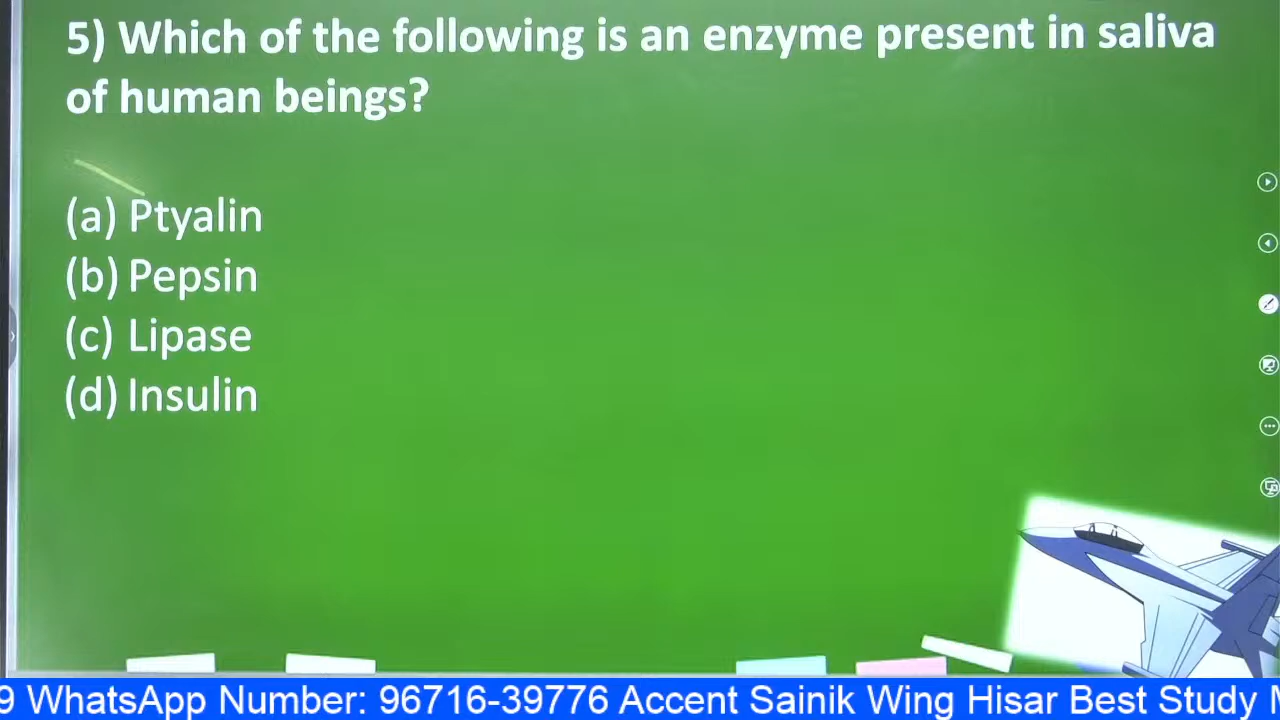 5) Which of the following is an enzyme present in saliva
of human beings?
(a) Ptyalin
(b) Pepsin
(c) Lipase
(d) Insulin
9 WhatsApp Number: 96716-39776 Accent Sainik Wing Hisar Best Study M